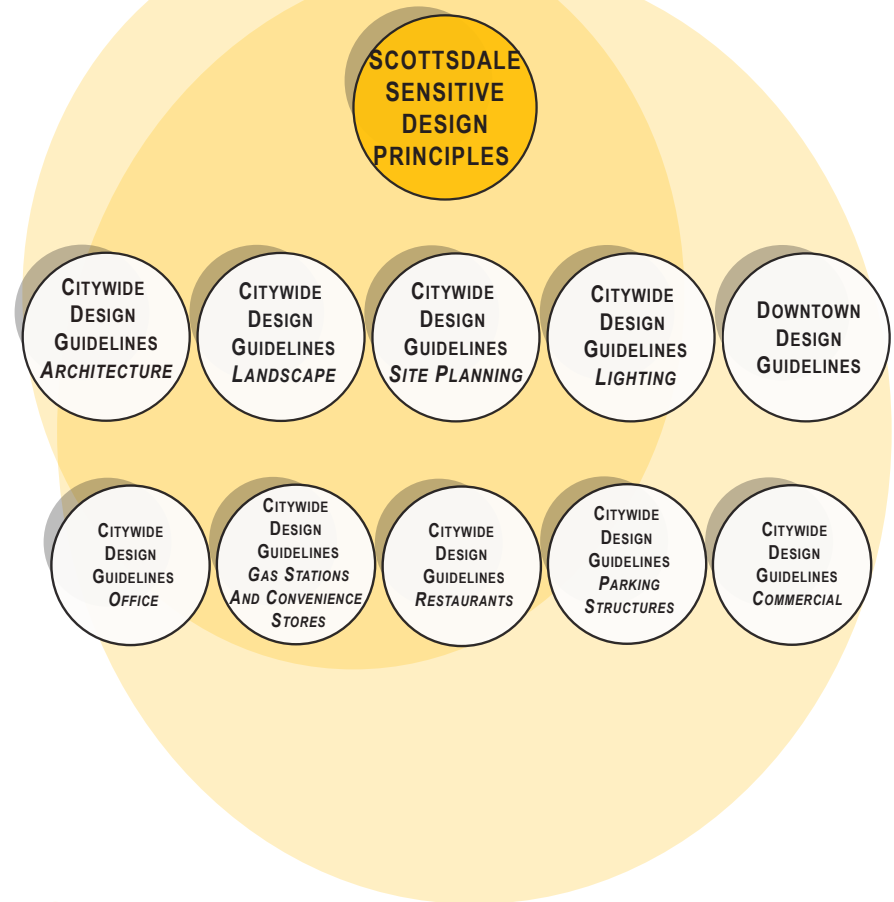 SCOTTSDALE
SENSITIVE
DESIGN
PRINCIPLES
CITYWIDE
DESIGN
GUIDELINES
ARCHITECTURE
CITYWIDE
DESIGN
GUIDELINES
LANDSCAPE
CITYWIDE
DESIGN
GUIDELINES
SITE PLANNING
CITYWIDE
DESIGN
GUIDELINES
LIGHTING
DOWNTOWN
DESIGN
GUIDELINES
CITYWIDE
DESIGN
GUIDELINES
OFFICE
CITYWIDE
DESIGN
GUIDELINES
GAS STATIONS
AND CONVENIENCE
STORES
CITYWIDE
DESIGN
GUIDELINES
RESTAURANTS
CITYWIDE
DESIGN
GUIDELINES
PARKING
STRUCTURES
CITYWIDE
DESIGN
GUIDELINES
COMMERCIAL